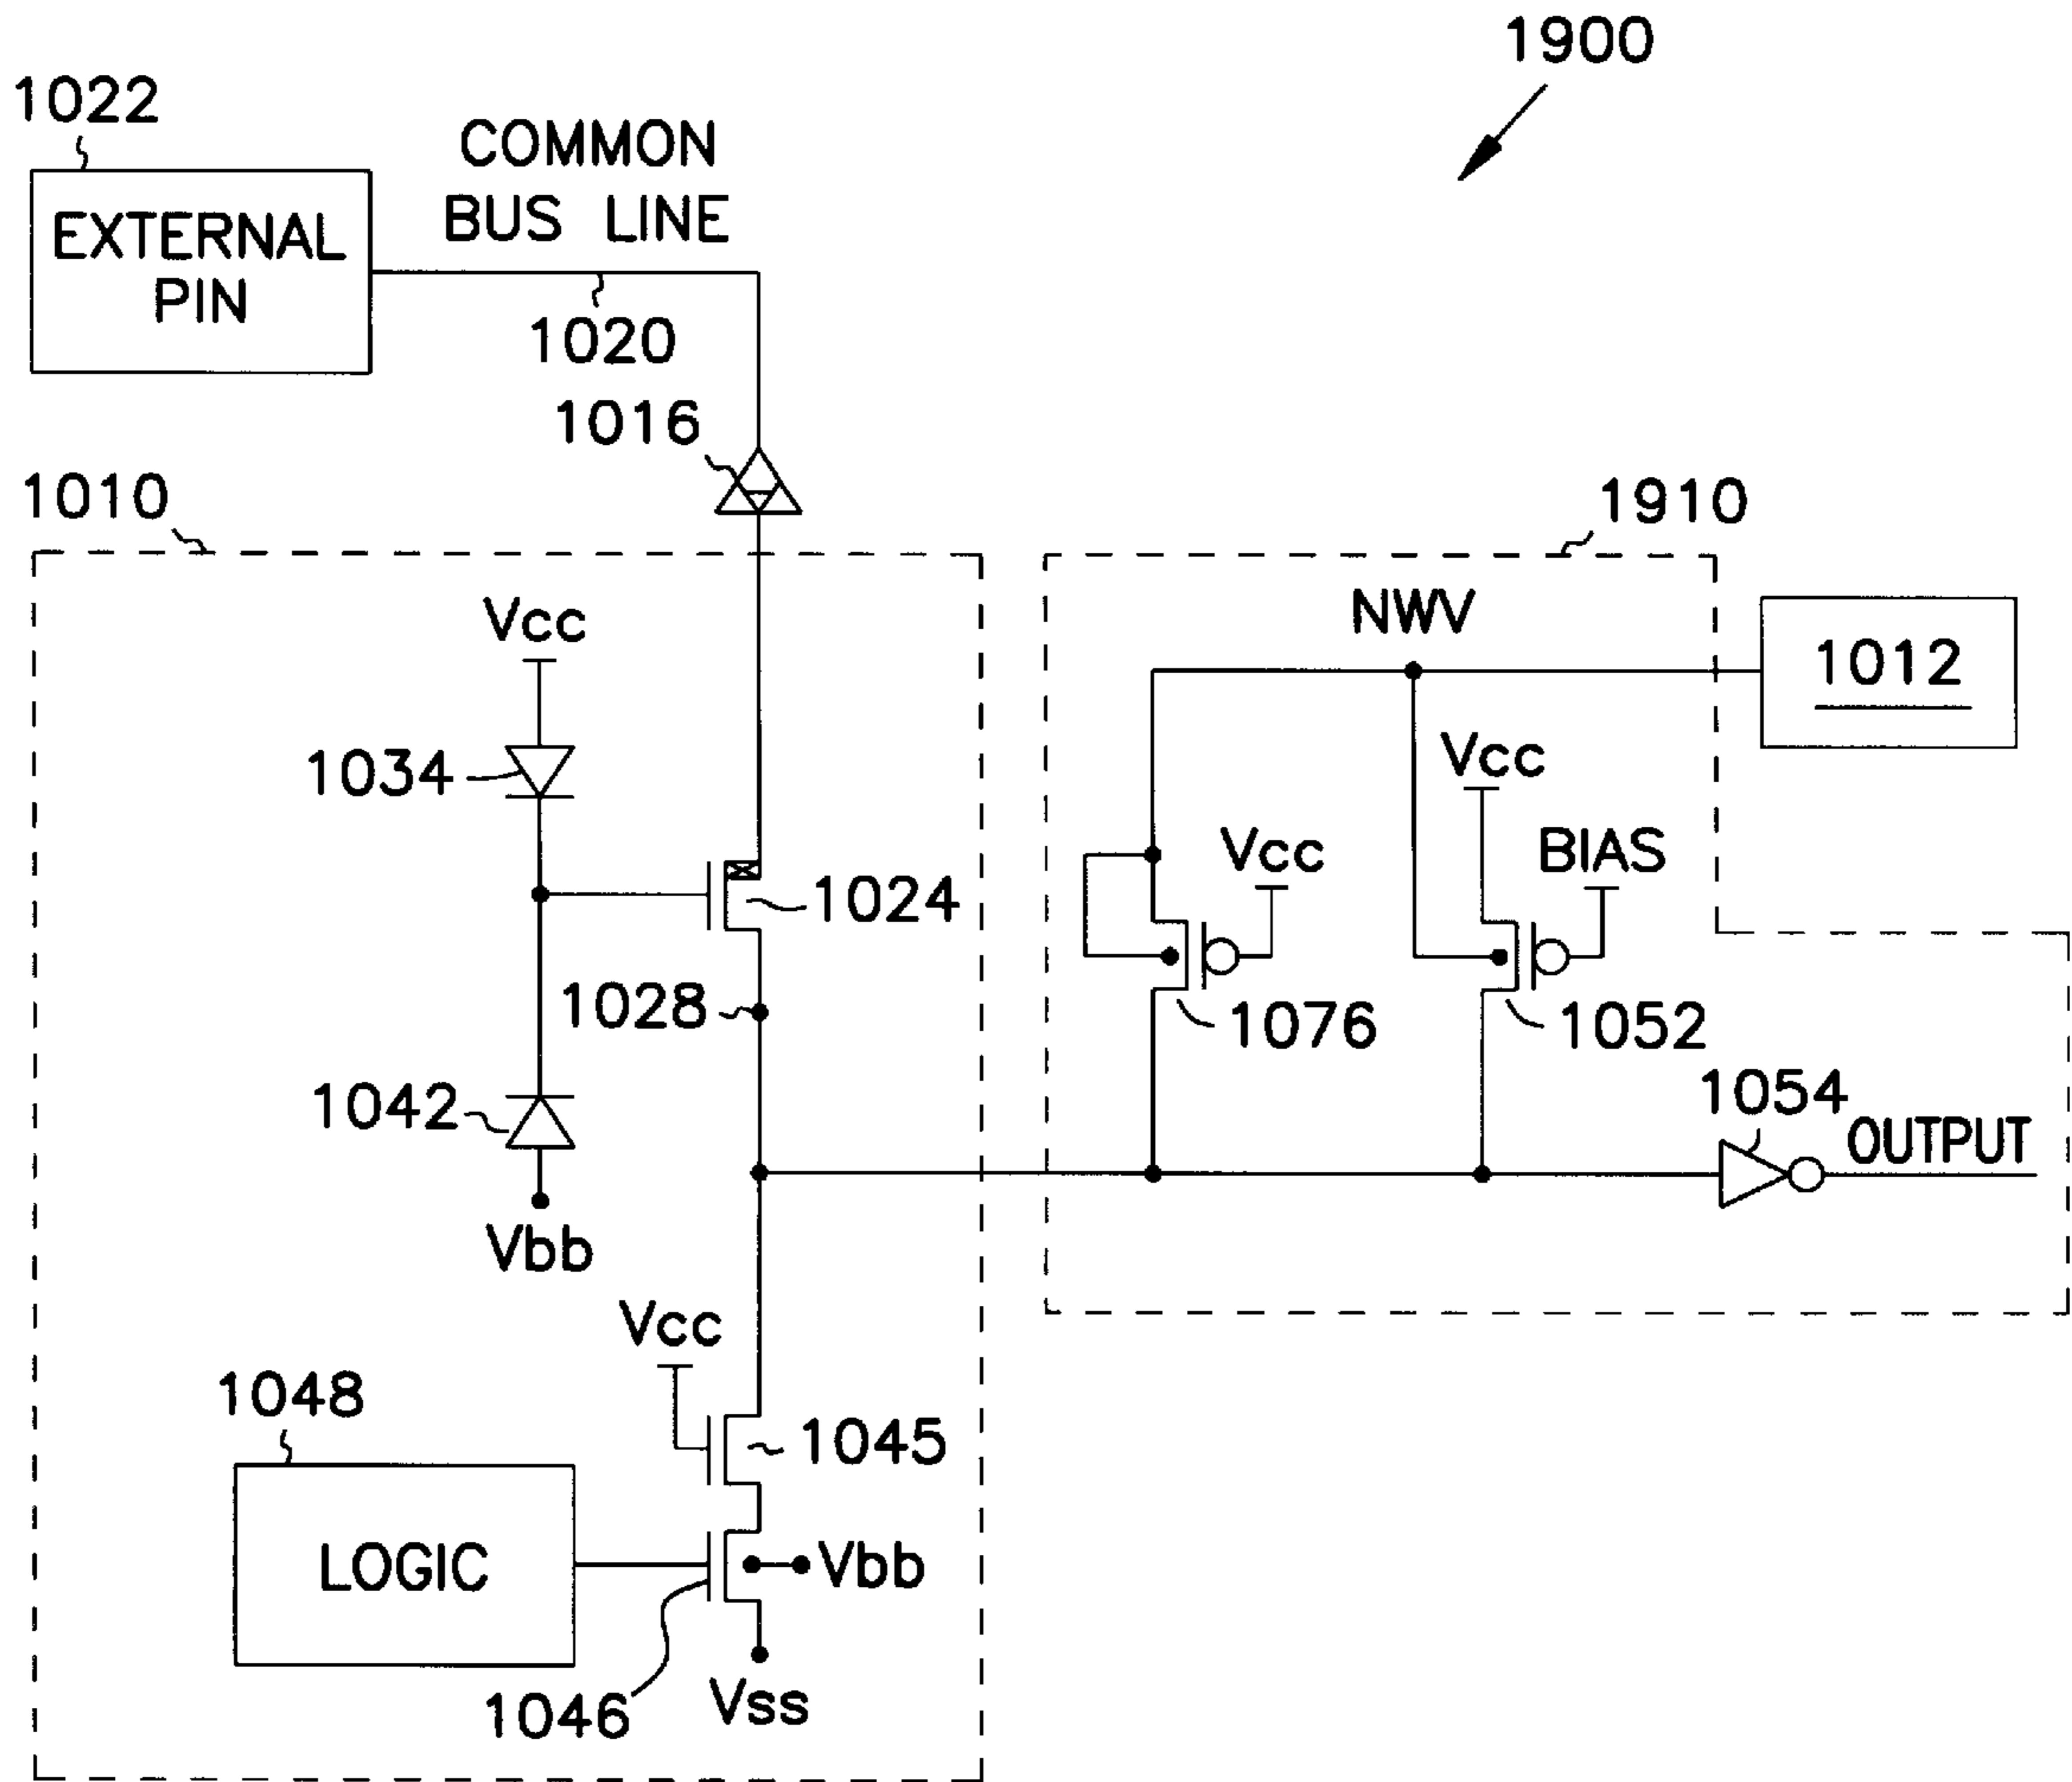 1900
1022
COMMON
BUS LINE
EXTERNAL
PIN
1020
1016
1010
1910
NWV
1012
Vcc
1034
Vcc
Vcc
BIAS
1024
1028
1076
1052
1042
1054
OUTPUT
Vbb
Vcc
1048
1045
LOGIC
Vbb
1046
Vss